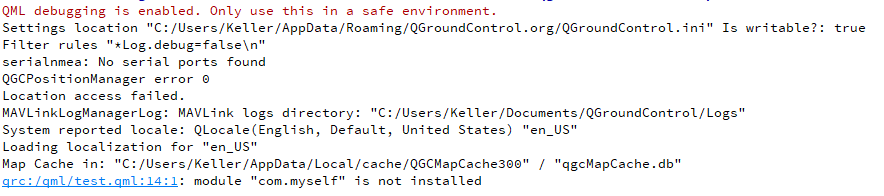 QML debugging is enabled. Only use this in a safe environment.
Settings location "C:/Users/Keller/AppData/Roaming/QGroundControl.org/QGroundControl.ini" Is writable?: true
Filter rules "*Log.debug=false\n"
serialnmea: No serial ports found
QGCPositionManager error 0
Location access failed.
MAVLinkLogManagerLog: MAVLink logs directory: "C:/Users/Keller/Documents/QGroundControl/Logs"
System reported locale: QLocale(English, Default, United States) "en_US"
Loading localization for "en_US"
Map Cache in: "C:/Users/Keller/AppData/Local/cache/QGCMapCache300" / "qgcMapCache.db"
qrc:/qml/test.qml:14:1: module "com.myself" is not installed